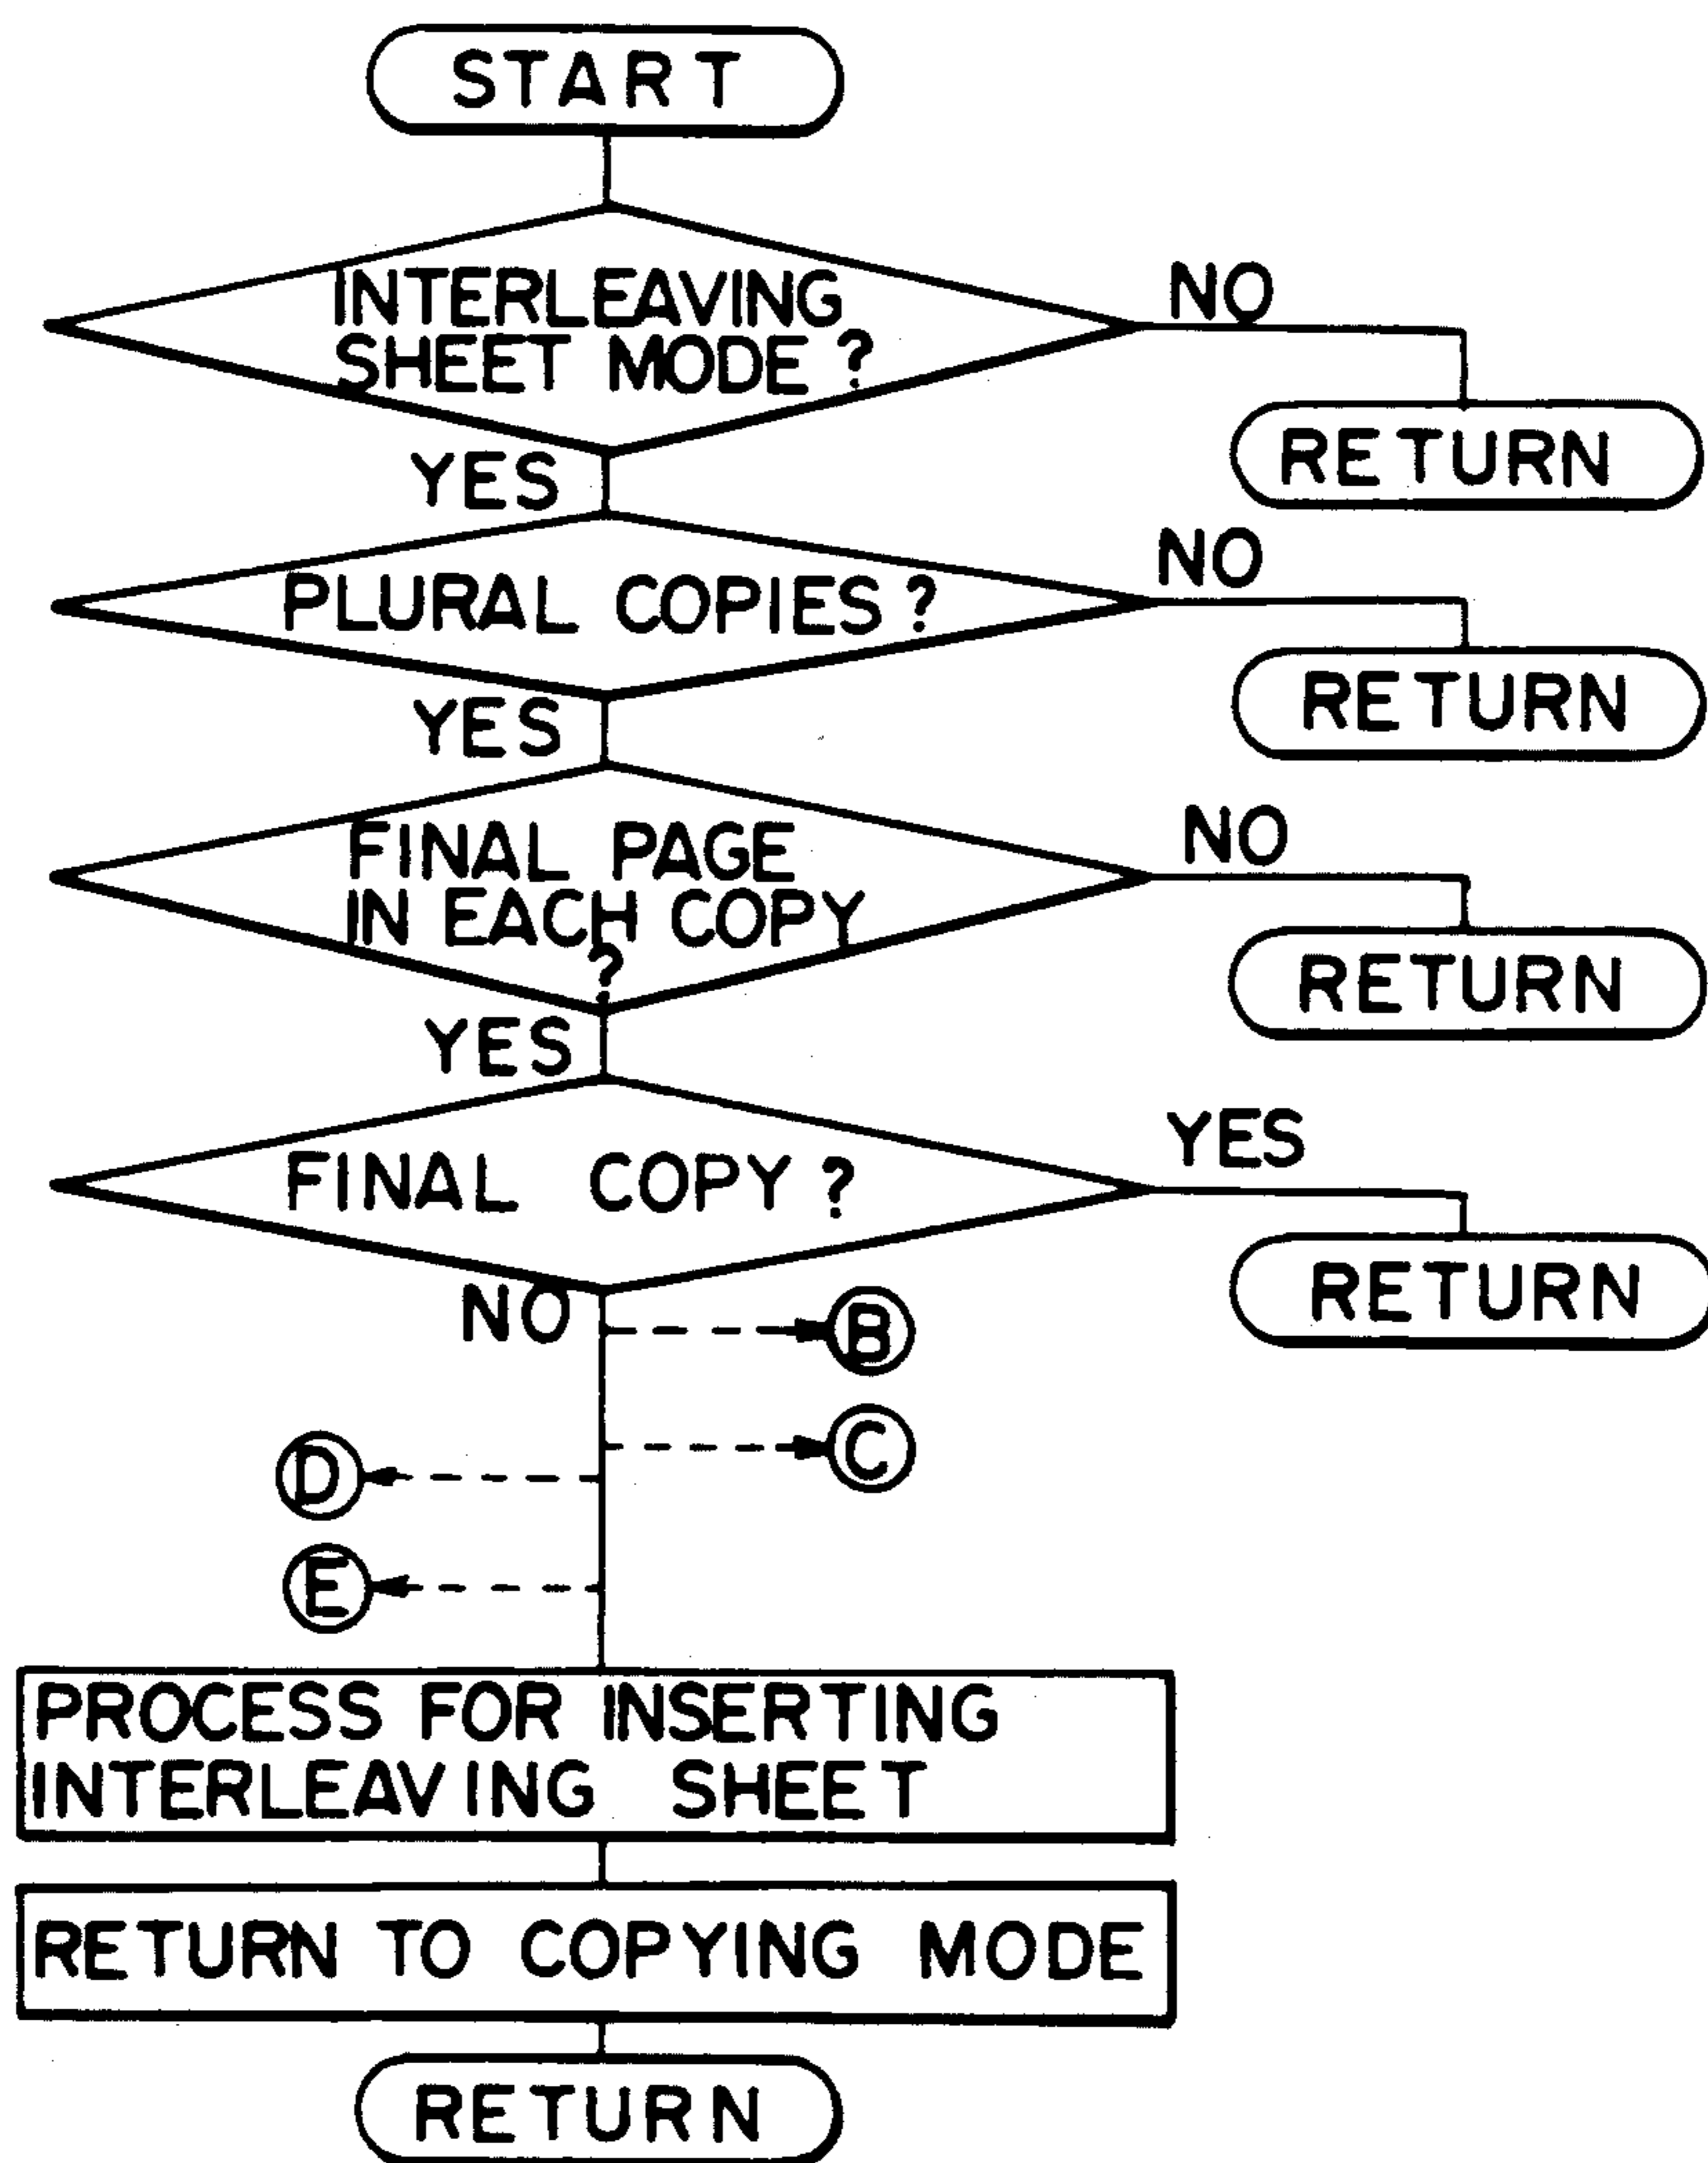 START
INTERLEAVING
SHEET MODE ?
NO
RETURN
YES
PLURAL COPIES ?
NO
RETURN
YES
FINAL PAGE
IN EACH COPY
?
NO
RETURN
YES
FINAL COPY ?
YES
RETURN
NO
B
C
D
E
PROCESS FOR INSERTING
INTERLEAVING SHEET
RETURN TO COPYING MODE
RETURN